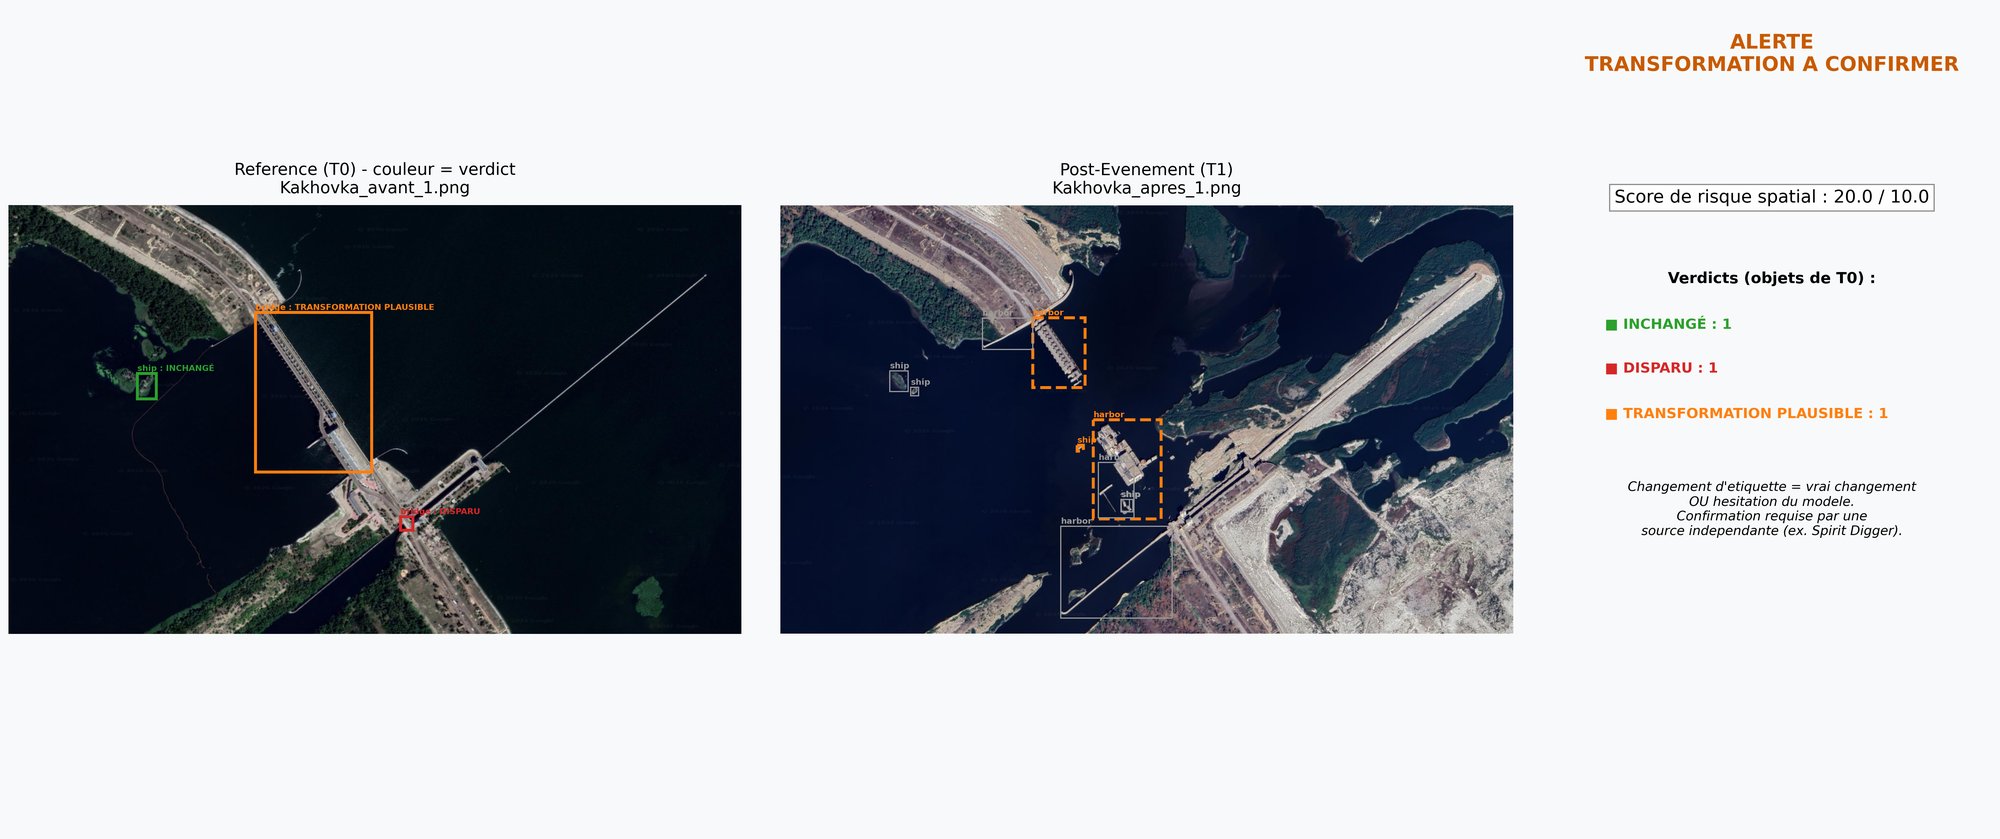 ALERTE
TRANSFORMATION A CONFIRMER
Reference (T0) - couleur = verdict
Kakhovka_avant_1.png
Post-Evenement (T1)
Kakhovka_apres_1.png
Score de risque spatial : 20.0 / 10.0
Verdicts (objets de T0) :
■ INCHANGÉ : 1
■ DISPARU : 1
■ TRANSFORMATION PLAUSIBLE : 1
Changement d'etiquette = vrai changement
OU hesitation du modele.
Confirmation requise par une
source independante (ex. Spirit Digger).
: TRANSFORMATION PLAUSIBLE
ship : INCHANGÉ
DISPARU
harbor
harbor
ship
ship
harbor
ship
ship
harbor